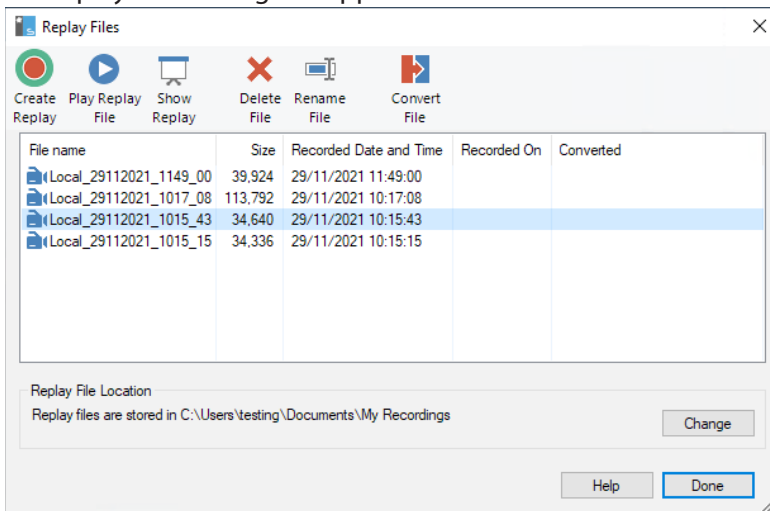 Replay Files
Create Replay
Play Replay File
Show Replay
Delete File
Rename File
Convert File
File name Size Recorded Date and Time Recorded On Converted
Local_29112021_1149_00 39,924 29/11/2021 11:49:00
Local_29112021_1017_08 113,792 29/11/2021 10:17:08
Local_29112021_1015_43 34,640 29/11/2021 10:15:43
Local_29112021_1015_15 34,336 29/11/2021 10:15:15
Replay File Location
Replay files are stored in C:\Users\testing\Documents\My Recordings
Change
Help Done